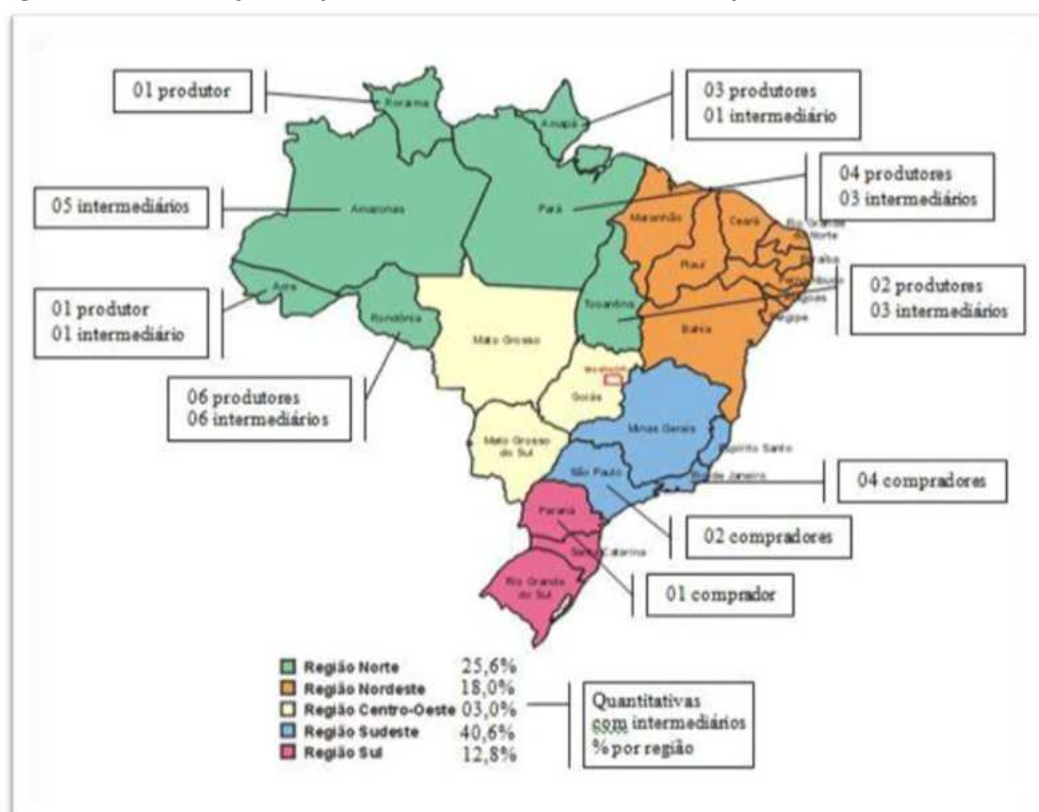 01 produtor
03 produtores
01 intermediário
04 produtores
03 intermediários
05 intermediários
02 produtores
03 intermediários
01 produtor
01 intermediário
06 produtores
06 intermediários
04 compradores
02 compradores
01 comprador
Roraima
Amapá
Amazonas
Pará
Maranhão
Ceará
Rio Grande
do Norte
Piauí
Paraíba
Pernambuco
Acre
Rondônia
Tocantins
Bahia
Mato Grosso
Goiás
Mato Grosso
do Sul
Minas Gerais
Espírito Santo
São Paulo
Rio de Janeiro
Paraná
Santa Catarina
Rio Grande
do Sul
Região Norte 25,6%
Região Nordeste 18,0%
Região Centro-Oeste 03,0%
Região Sudeste 40,6%
Região Sul 12,8%
Quantitativas
com intermediários
% por região